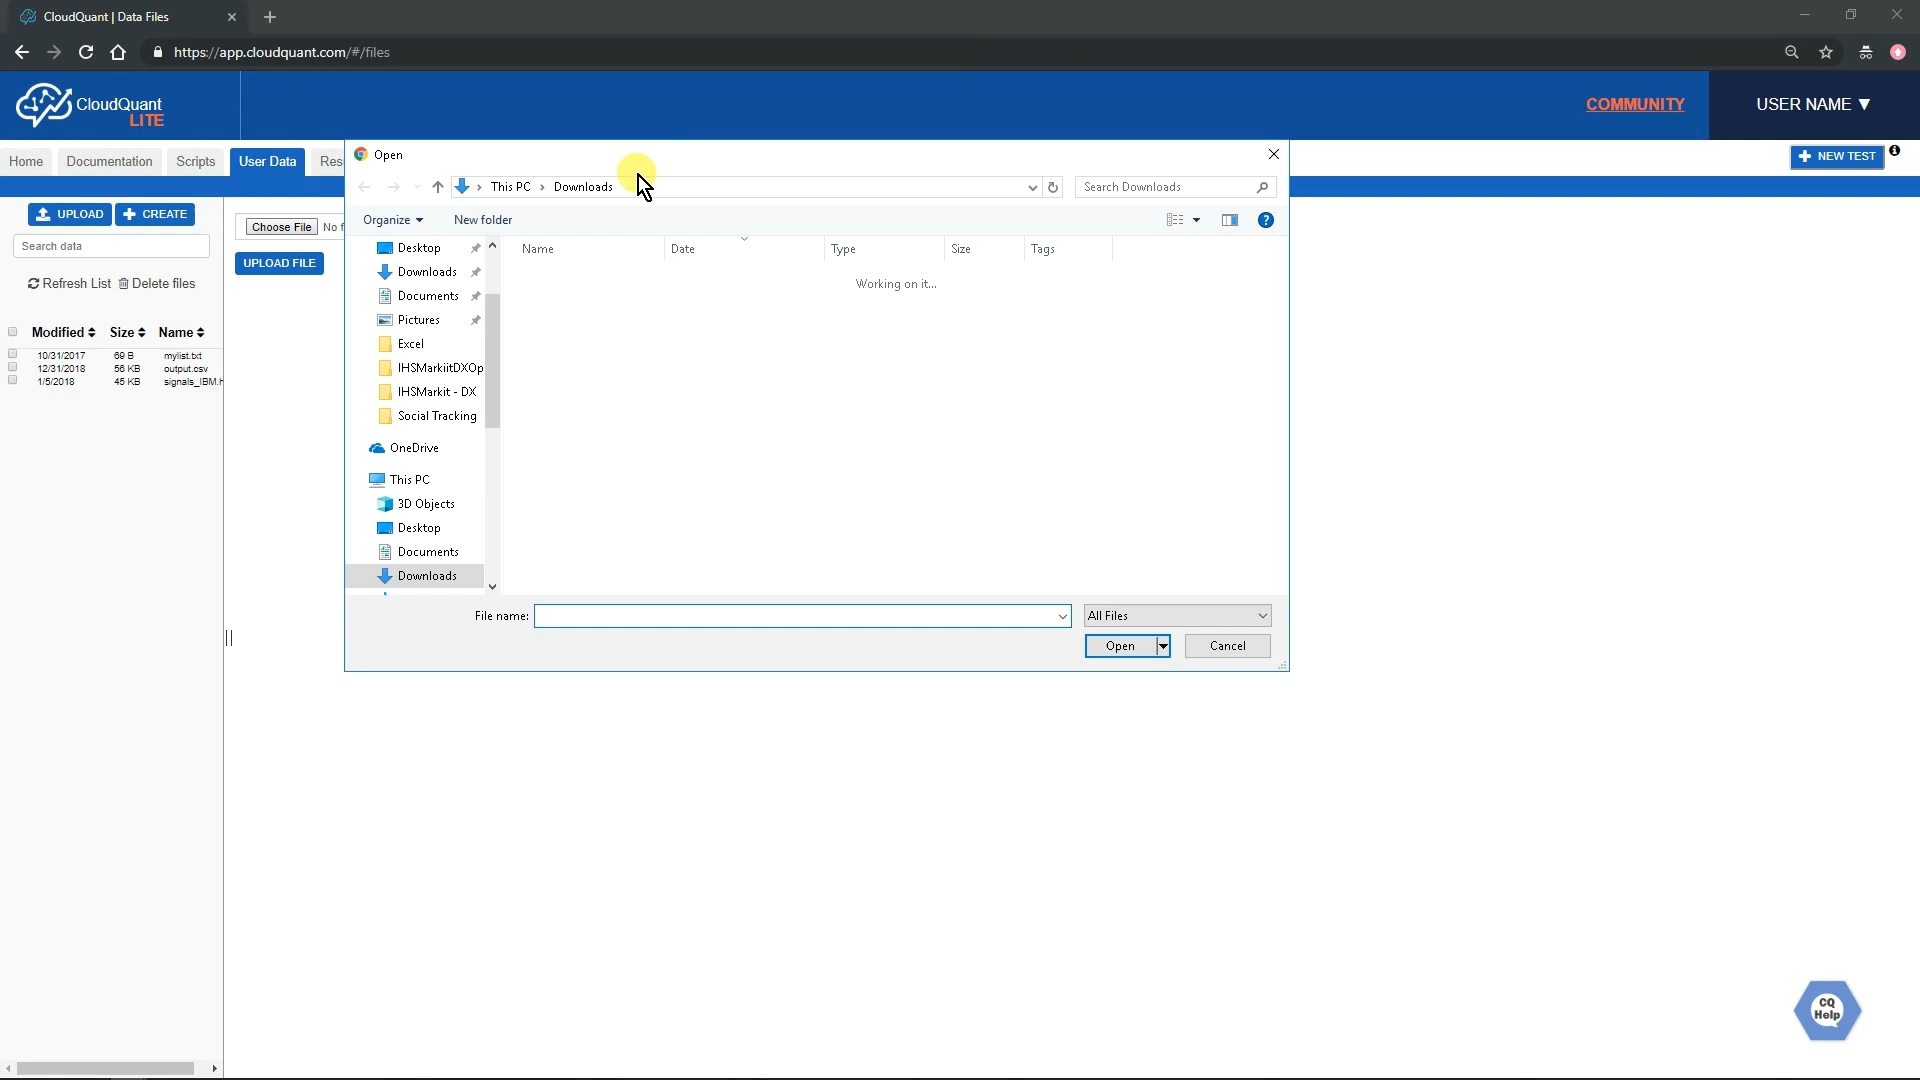 CloudQuant | Data Files
https://app.cloudquant.com/#/files
CloudQuant
LITE
COMMUNITY
USER NAME ▼
Home
Documentation
Scripts
User Data
Res
NEW TEST
UPLOAD
CREATE
Search data
Refresh List
Delete files
Modified
Size
Name
10/31/2017 69 B mylist.txt
12/31/2018 56 KB output.csv
1/5/2018 45 KB signals_IBM.h
Choose File
No f
UPLOAD FILE
Open
This PC
Downloads
Search Downloads
Organize
New folder
Name
Date
Type
Size
Tags
Working on it...
Desktop
Downloads
Documents
Pictures
Excel
IHSMarkiitDXOp
IHSMarkit - DX
Social Tracking
OneDrive
This PC
3D Objects
Desktop
Documents
Downloads
File name:
All Files
Open
Cancel
CQ
Help